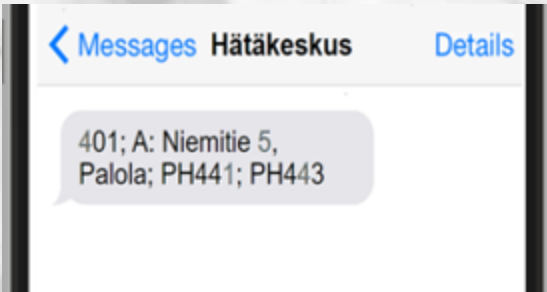 Messages Hätäkeskus Details
401; A: Niemitie 5,
Palola; PH441; PH443